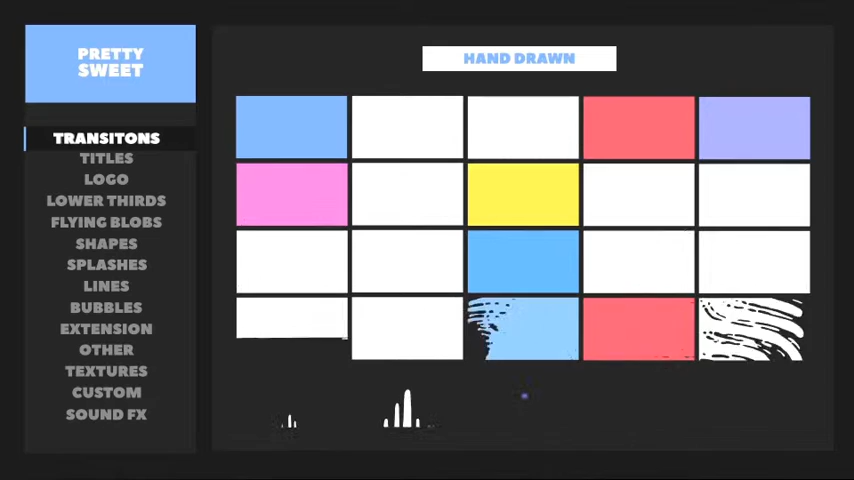 PRETTY
SWEET
HAND DRAWN
TRANSITONS
TITLES
LOGO
LOWER THIRDS
FLYING BLOBS
SHAPES
SPLASHES
LINES
BUBBLES
EXTENSION
OTHER
TEXTURES
CUSTOM
SOUND FX